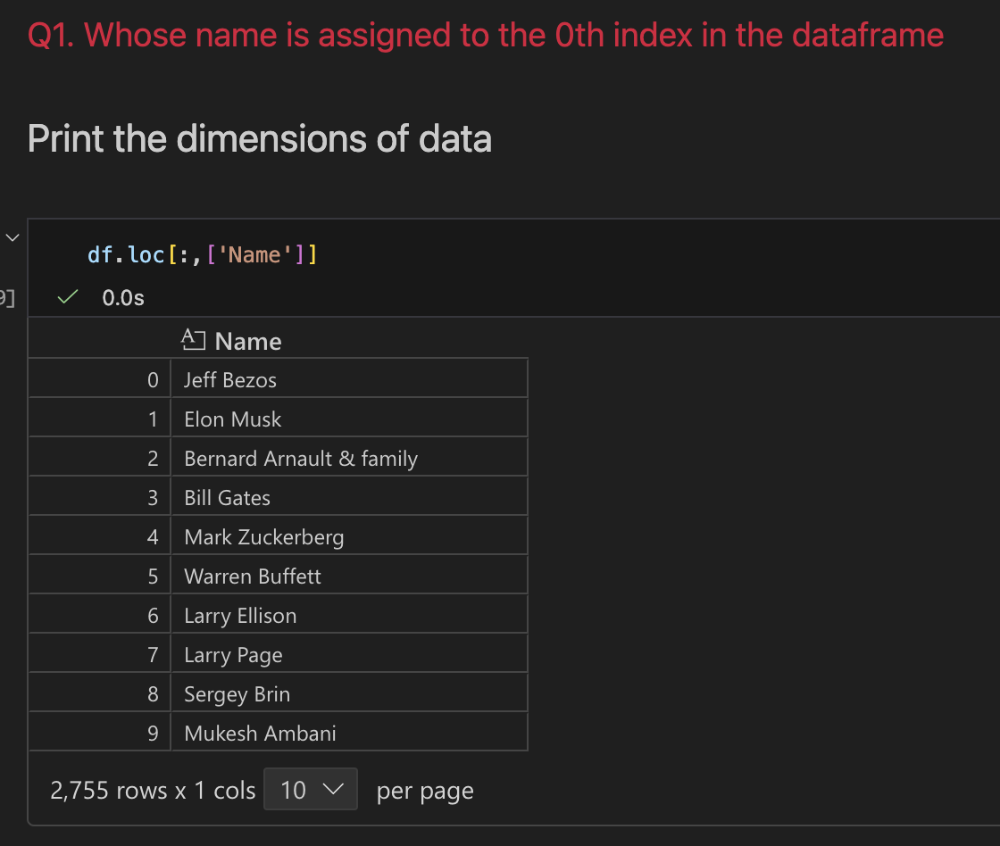 Q1. Whose name is assigned to the 0th index in the dataframe
Print the dimensions of data
df.loc[:,['Name']]
9]
0.0s
Name
0 Jeff Bezos
1 Elon Musk
2 Bernard Arnault & family
3 Bill Gates
4 Mark Zuckerberg
5 Warren Buffett
6 Larry Ellison
7 Larry Page
8 Sergey Brin
9 Mukesh Ambani
2,755 rows x 1 cols 10 per page